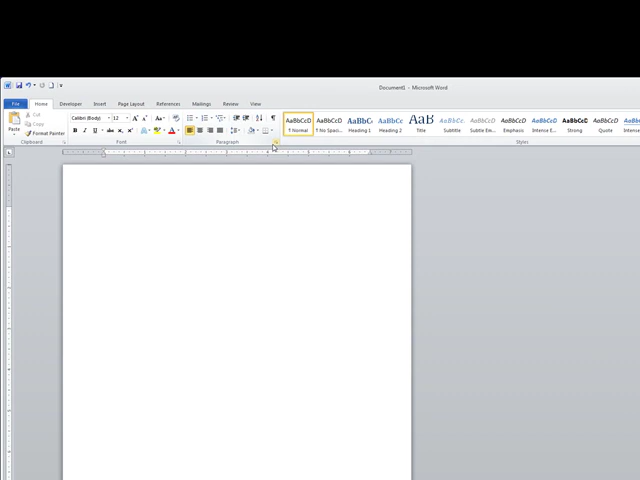 Document1 - Microsoft Word
File Home Developer Insert Page Layout References Mailings Review View
Paste
Cut
Copy
Format Painter
Calibri (Body) 12
AaBbCcD AaBbCcD AaBbC AaBbCc AaB AaBbCc. AaBbCcD AaBbCcD AaBbCcD AaBbCcD AaBbCcD
¶ Normal ¶ No Spaci... Heading 1 Heading 2 Title Subtitle Subtle Em... Emphasis Intense E... Strong Quote
Clipboard Font Paragraph Styles